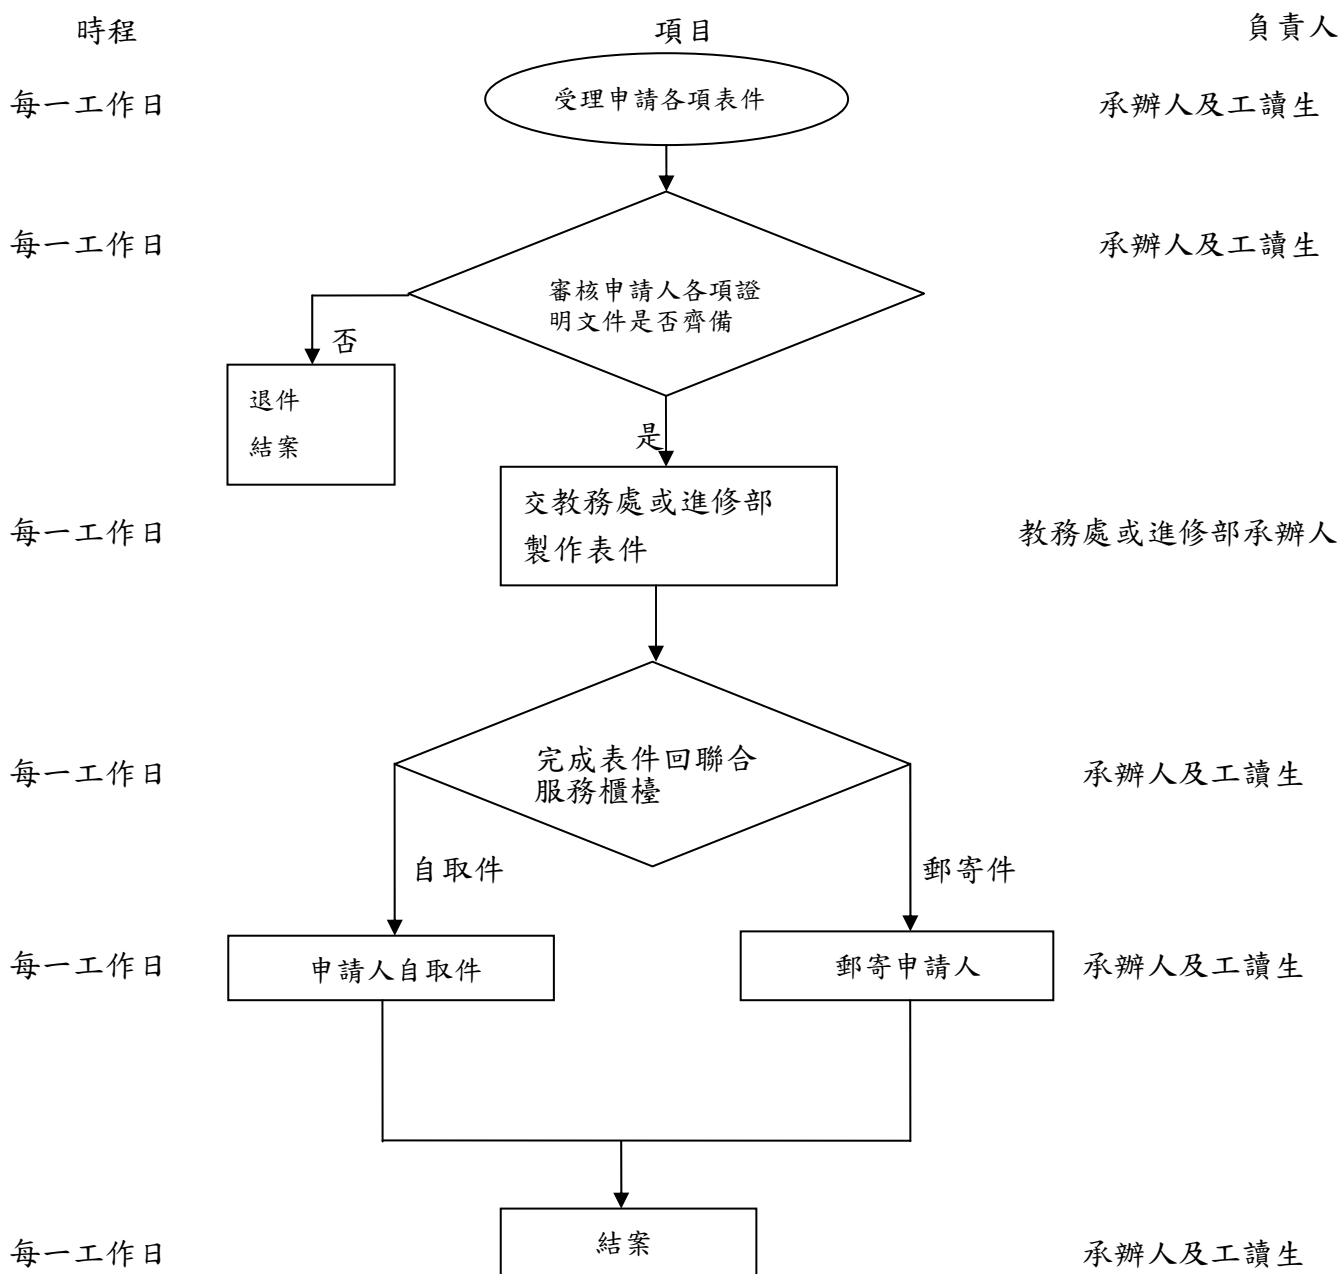 時程 項目 負責人
每一工作日 受理申請各項表件 承辦人及工讀生
每一工作日 承辦人及工讀生
審核申請人各項證
明文件是否齊備
否
退件
結案
是
交教務處或進修部
製作表件
每一工作日 教務處或進修部承辦人
完成表件回聯合
服務櫃檯
每一工作日 承辦人及工讀生
自取件 郵寄件
每一工作日 申請人自取件 郵寄申請人 承辦人及工讀生
結案
每一工作日 承辦人及工讀生